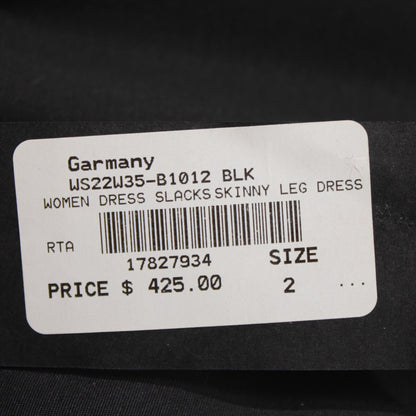 Garmany
WS22W35-B1012 BLK
WOMEN DRESS SLACKS SKINNY LEG DRESS
RTA
17827934
SIZE
PRICE $ 425.00
2 ...